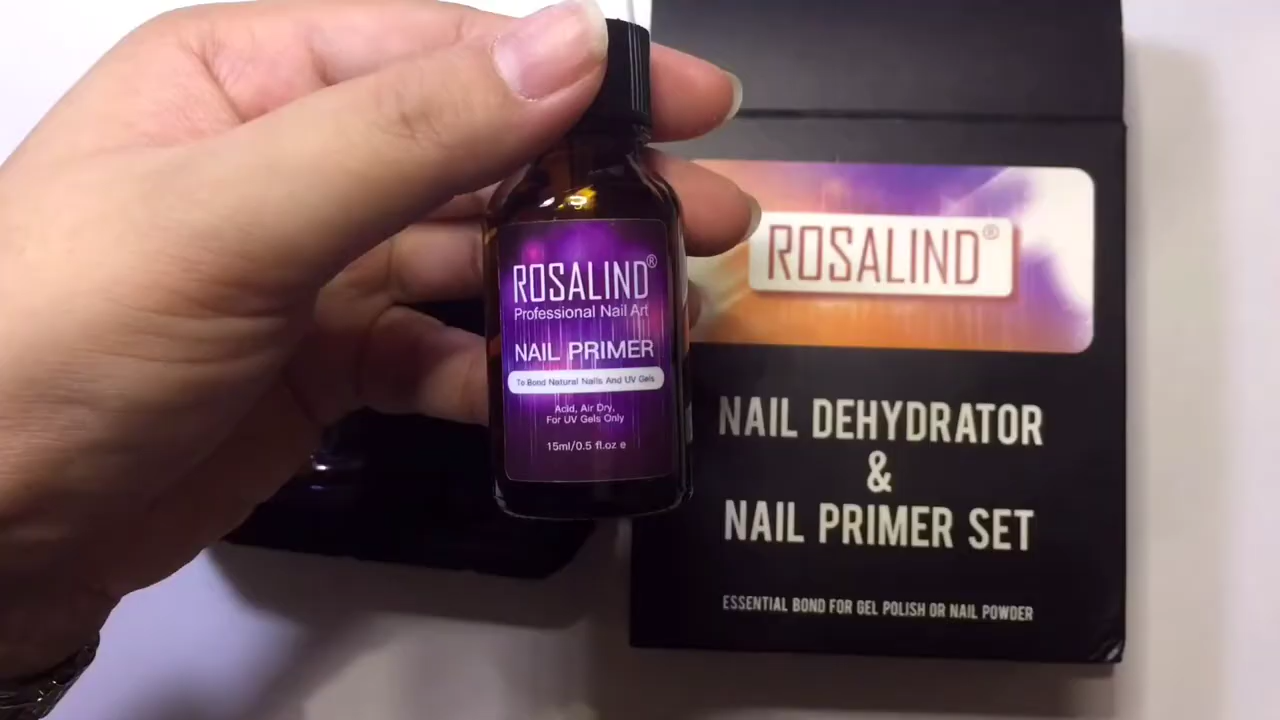 ROSALIND®
Professional Nail Art
NAIL PRIMER
To Bond Natural Nails And UV Gels
Acid, Air Dry,
For UV Gels Only
15ml/0.5 fl.oz e
ROSALIND®
NAIL DEHYDRATOR
&
NAIL PRIMER SET
ESSENTIAL BOND FOR GEL POLISH OR NAIL POWDER